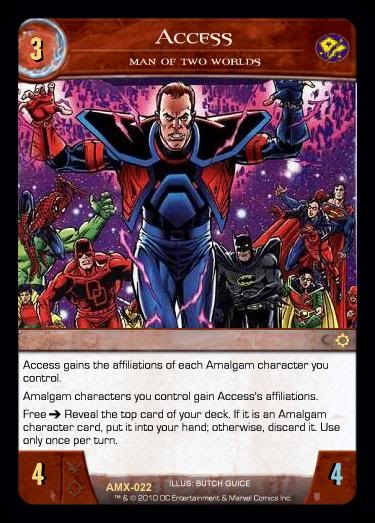 3
Access
MAN OF TWO WORLDS
DD
Access gains the affiliations of each Amalgam character you
control.
Amalgam characters you control gain Access's affiliations.
Free ➔ Reveal the top card of your deck. If it is an Amalgam
character card, put it into your hand; otherwise, discard it. Use
only once per turn.
4
AMX-022
ILLUS: BUTCH GUICE
4
™ & © 2010 DC Entertainment & Marvel Comics Inc.